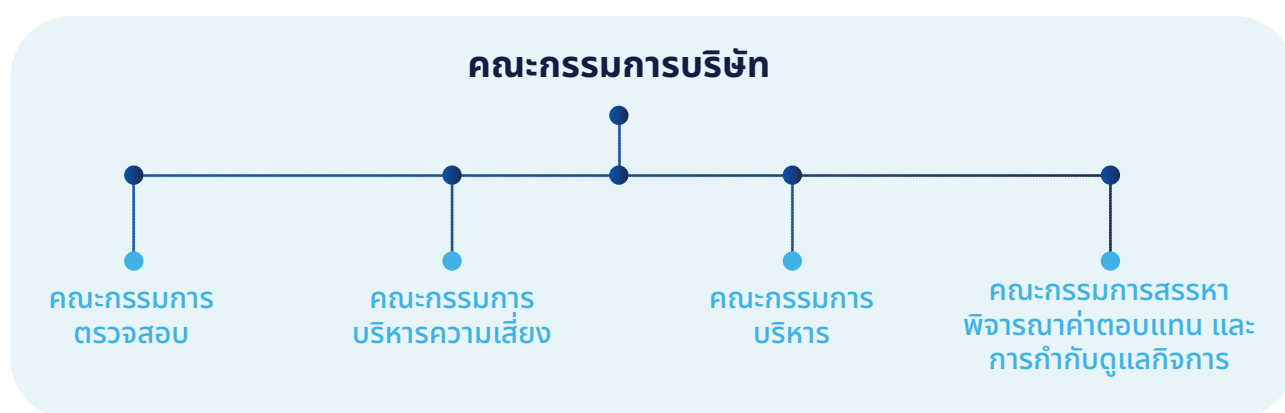 คณะกรรมการบริษัท
คณะกรรมการ
ตรวจสอบ
คณะกรรมการ
บริหารความเสี่ยง
คณะกรรมการ
บริหาร
คณะกรรมการสรรหา
พิจารณาค่าตอบแทน และ
การกำกับดูแลกิจการ